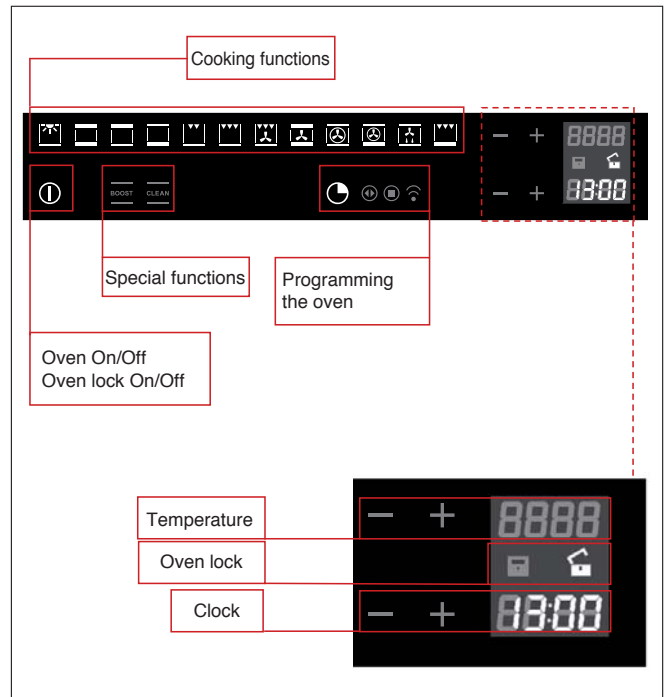 Cooking functions
8888
BOOST CLEAN
13:00
Special functions
Programming
the oven
Oven On/Off
Oven lock On/Off
Temperature
8888
Oven lock
Clock
13:00